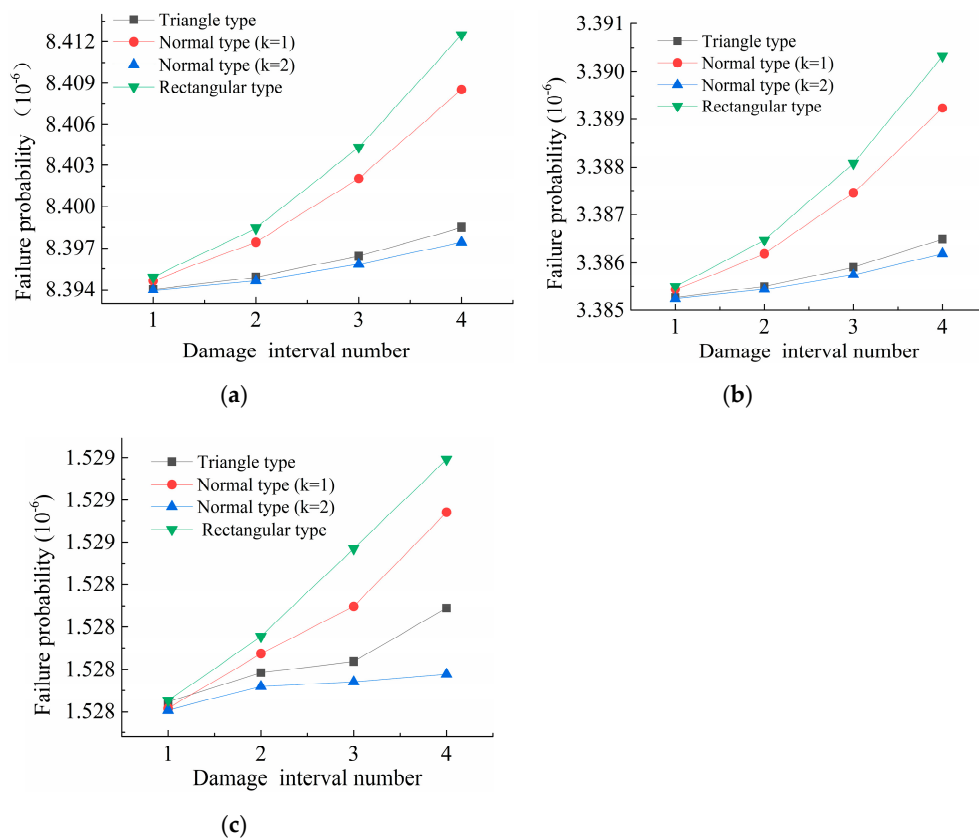 Triangle type
Normal type (k=1)
Normal type (k=2)
Rectangular type
8.412
8.409
8.406
8.403
8.400
8.397
8.394
Failure probability (10-6)
1 2 3 4
Damage interval number
(a)
Triangle type
Normal type (k=1)
Normal type (k=2)
Rectangular type
3.391
3.390
3.389
3.388
3.387
3.386
3.385
Failure probability (10-6)
1 2 3 4
Damage interval number
(b)
Triangle type
Normal type (k=1)
Normal type (k=2)
Rectangular type
1.529
1.529
1.529
1.528
1.528
1.528
1.528
Failure probability (10-6)
1 2 3 4
Damage interval number
(c)